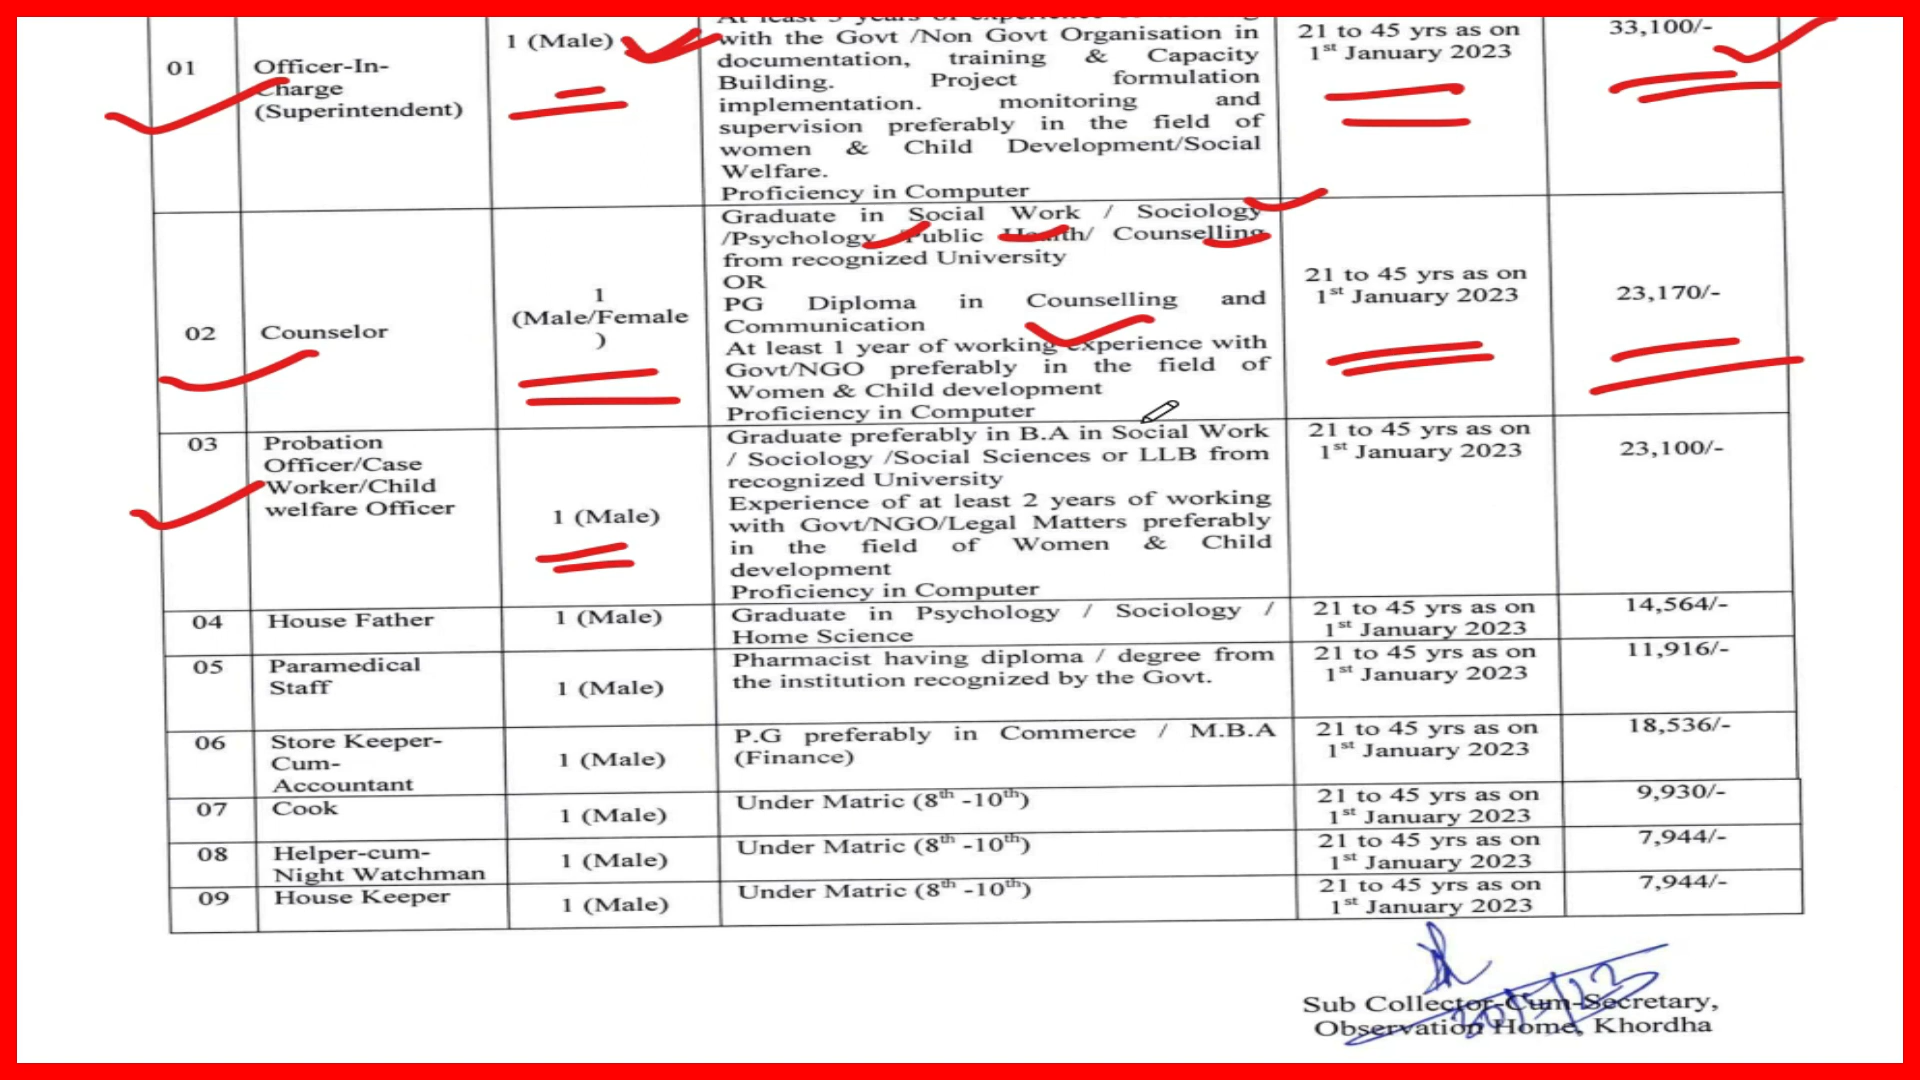 At least 3 years of experience of working
01
Officer-In-
Charge
(Superintendent)
1 (Male)
with the Govt /Non Govt Organisation in
documentation, training & Capacity
Building. Project formulation
implementation. monitoring and
supervision preferably in the field of
women & Child Development/Social
Welfare.
Proficiency in Computer
21 to 45 yrs as on
1st January 2023
33,100/-
02
Counselor
1
(Male/Female
)
Graduate in Social Work / Sociology
/Psychology /Public Health/ Counselling
from recognized University
OR
PG Diploma in Counselling and
Communication
At least 1 year of working experience with
Govt/NGO preferably in the field of
Women & Child development
Proficiency in Computer
21 to 45 yrs as on
1st January 2023
23,170/-
03
Probation
Officer/Case
Worker/Child
welfare Officer
1 (Male)
Graduate preferably in B.A in Social Work
/ Sociology /Social Sciences or LLB from
recognized University
Experience of at least 2 years of working
with Govt/NGO/Legal Matters preferably
in the field of Women & Child
development
Proficiency in Computer
21 to 45 yrs as on
1st January 2023
23,100/-
04
House Father
1 (Male)
Graduate in Psychology / Sociology /
Home Science
21 to 45 yrs as on
1st January 2023
14,564/-
05
Paramedical
Staff
1 (Male)
Pharmacist having diploma / degree from
the institution recognized by the Govt.
21 to 45 yrs as on
1st January 2023
11,916/-
06
Store Keeper-
Cum-
Accountant
1 (Male)
P.G preferably in Commerce / M.B.A
(Finance)
21 to 45 yrs as on
1st January 2023
18,536/-
07
Cook
1 (Male)
Under Matric (8th -10th)
21 to 45 yrs as on
1st January 2023
9,930/-
08
Helper-cum-
Night Watchman
1 (Male)
Under Matric (8th -10th)
21 to 45 yrs as on
1st January 2023
7,944/-
09
House Keeper
1 (Male)
Under Matric (8th -10th)
21 to 45 yrs as on
1st January 2023
7,944/-
Sub Collector-Cum-Secretary,
Observation Home, Khordha